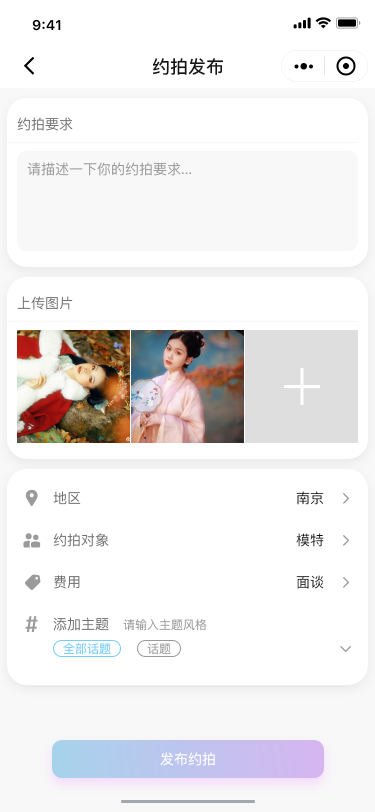 9:41
约拍发布
约拍要求
请描述一下你的约拍要求...
上传图片
地区 南京
约拍对象 模特
费用 面谈
# 添加主题 请输入主题风格
全部话题 话题
发布约拍